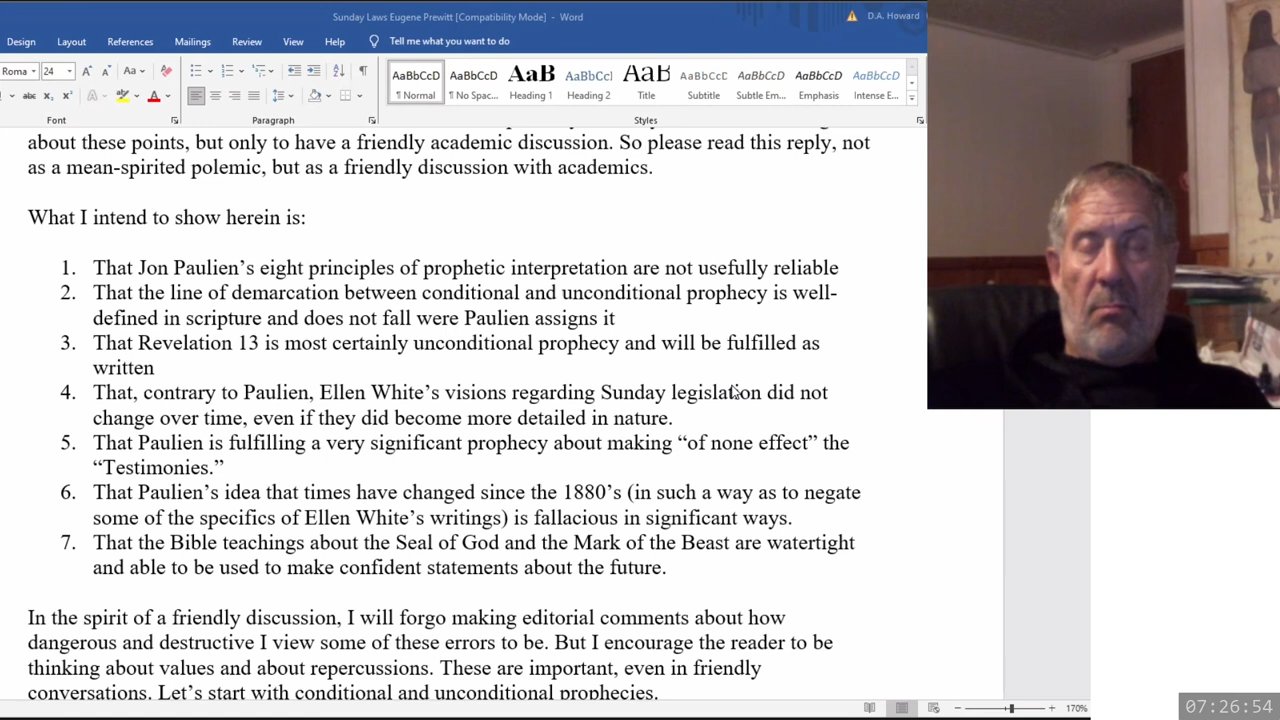 Sunday Laws Eugene Prewitt [Compatibility Mode] - Word
D.A. Howard
Design Layout References Mailings Review View Help Tell me what you want to do
Roma 24 Aa
AaBbCcD AaBbCcD AaB AaBbCc AaB AaBbCcD AaBbCcD AaBbCcD AaBbCcD
¶ Normal ¶ No Spac... Heading 1 Heading 2 Title Subtitle Subtle Em... Emphasis Intense E...
Font Paragraph Styles
about these points, but only to have a friendly academic discussion. So please read this reply, not
as a mean-spirited polemic, but as a friendly discussion with academics.
What I intend to show herein is:
1. That Jon Paulien’s eight principles of prophetic interpretation are not usefully reliable
2. That the line of demarcation between conditional and unconditional prophecy is well-
defined in scripture and does not fall were Paulien assigns it
3. That Revelation 13 is most certainly unconditional prophecy and will be fulfilled as
written
4. That, contrary to Paulien, Ellen White’s visions regarding Sunday legislation did not
change over time, even if they did become more detailed in nature.
5. That Paulien is fulfilling a very significant prophecy about making “of none effect” the
“Testimonies.”
6. That Paulien’s idea that times have changed since the 1880’s (in such a way as to negate
some of the specifics of Ellen White’s writings) is fallacious in significant ways.
7. That the Bible teachings about the Seal of God and the Mark of the Beast are watertight
and able to be used to make confident statements about the future.
In the spirit of a friendly discussion, I will forgo making editorial comments about how
dangerous and destructive I view some of these errors to be. But I encourage the reader to be
thinking about values and about repercussions. These are important, even in friendly
conversations. Let’s start with conditional and unconditional prophecies.
170%
07:26:54